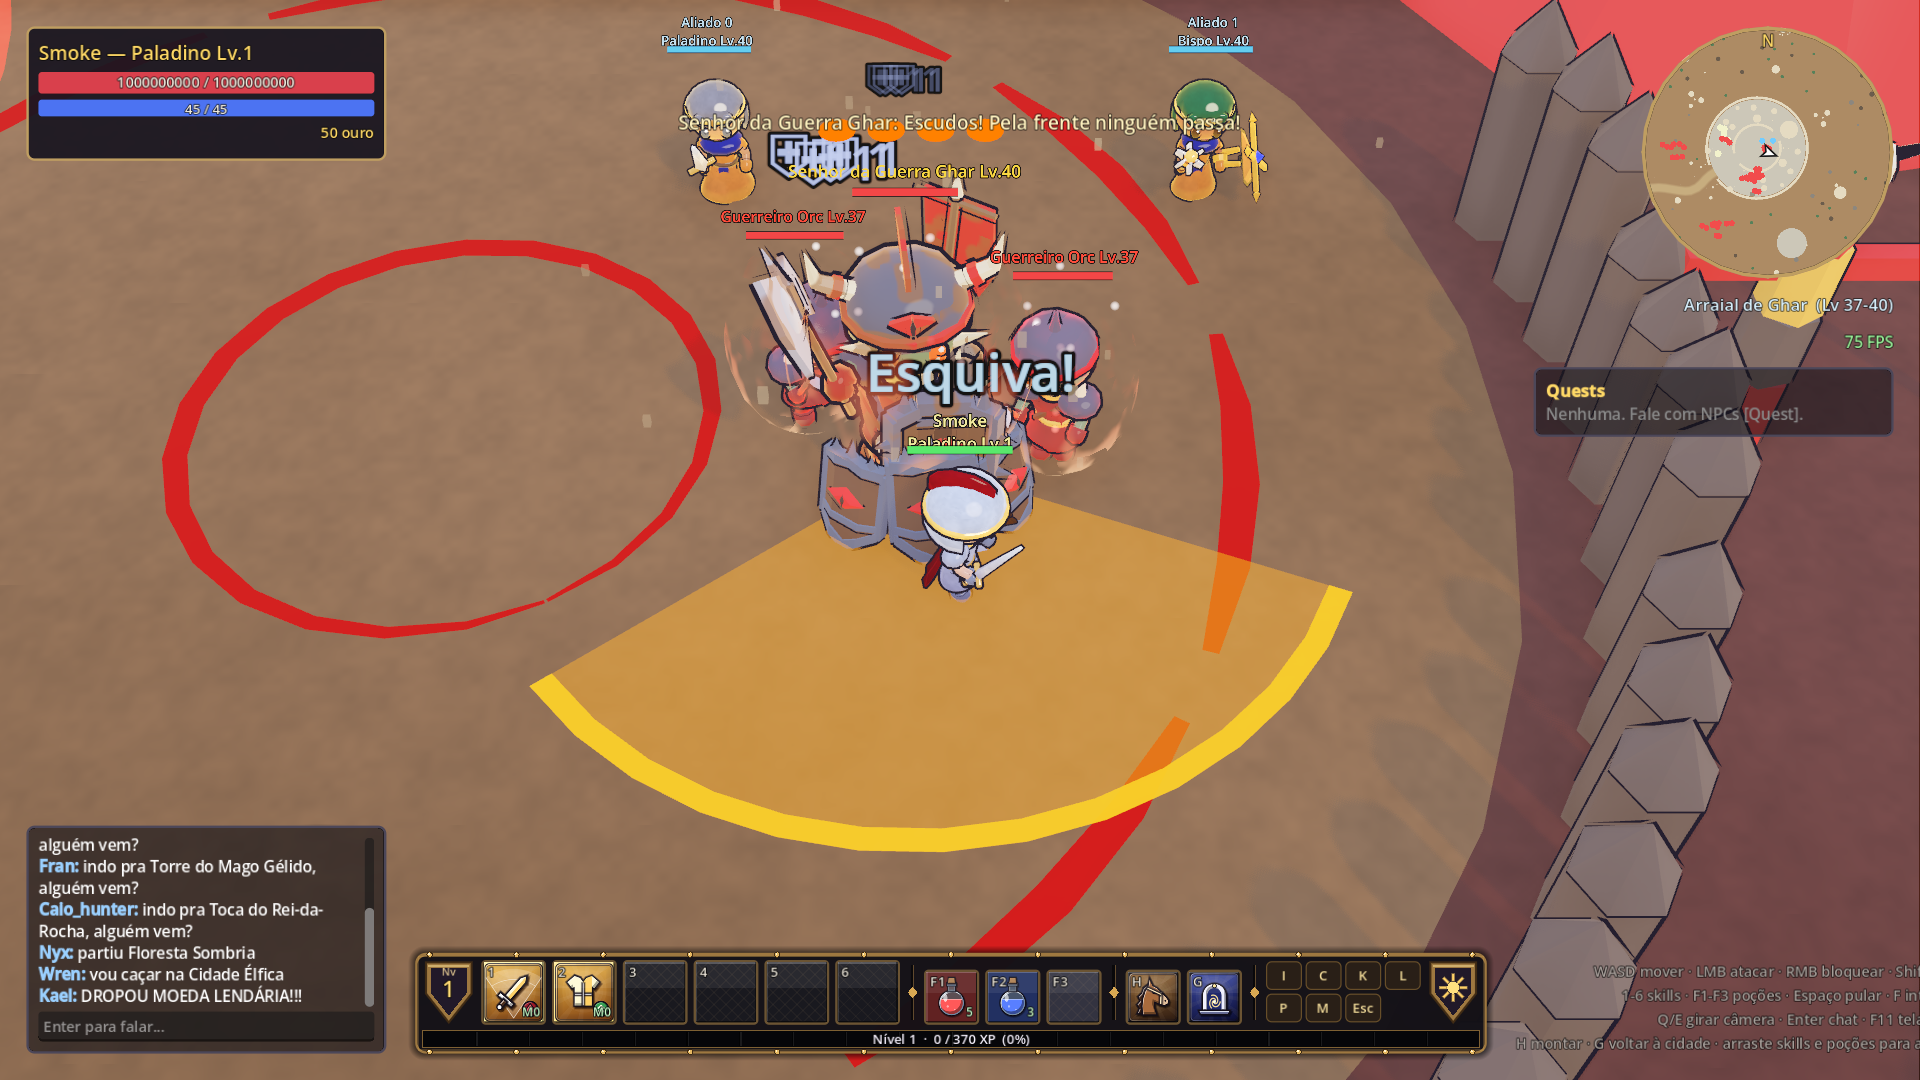 Smoke — Paladino Lv.1
1000000000 / 1000000000
45 / 45
50 ouro
Aliado 0
Paladino Lv.40
Aliado 1
Bispo Lv.40
Senhor da Guerra Ghar: Escudos! Pela frente ninguém passa!
Senhor da Guerra Ghar Lv.40
Guerreiro Orc Lv.37
Guerreiro Orc Lv.37
Esquiva!
Smoke
Paladino Lv.1
N
Arraial de Ghar (Lv 37-40)
75 FPS
Quests
Nenhuma. Fale com NPCs [Quest].
alguém vem?
Fran: indo pra Torre do Mago Gélido,
alguém vem?
Calo_hunter: indo pra Toca do Rei-da-
Rocha, alguém vem?
Nyx: partiu Floresta Sombria
Wren: vou caçar na Cidade Élfica
Kael: DROPOU MOEDA LENDÁRIA!!!
Enter para falar...
Nv
1
1
M0
2
M0
3
4
5
6
F1
5
F2
3
F3
H
G
I
C
K
L
P
M
Esc
Nível 1 · 0 / 370 XP (0%)
WASD mover · LMB atacar · RMB bloquear · Shif
1-6 skills · F1-F3 poções · Espaço pular · F in
Q/E girar câmera · Enter chat · F11 tela
H montar · G voltar à cidade · arraste skills e poções para a